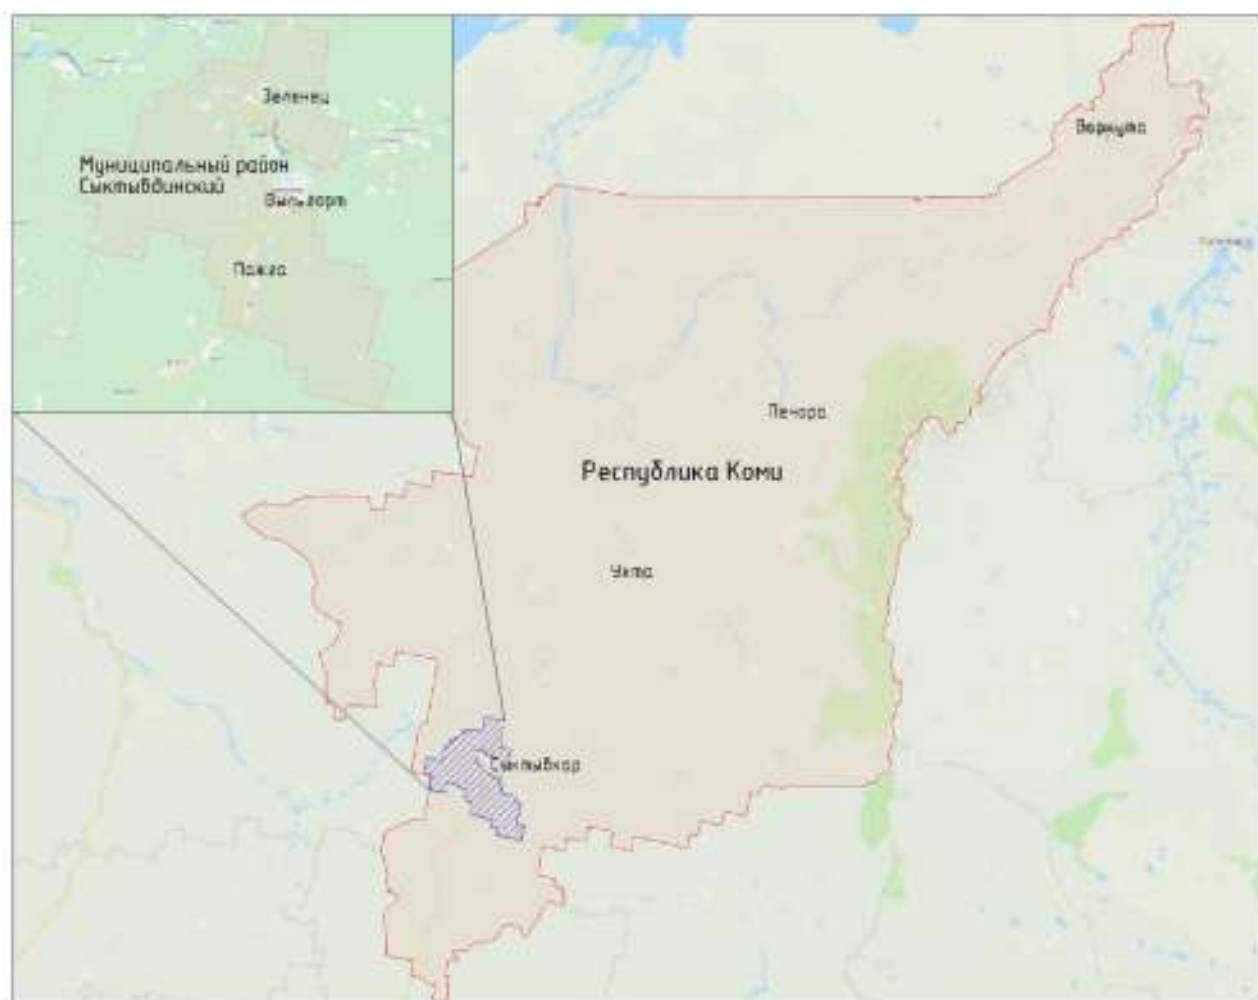 Зеленец
Муниципальный район
Сыктывдинский
Выльгорт
Пажга
Воркута
Печора
Республика Коми
Ухта
Сыктывкар